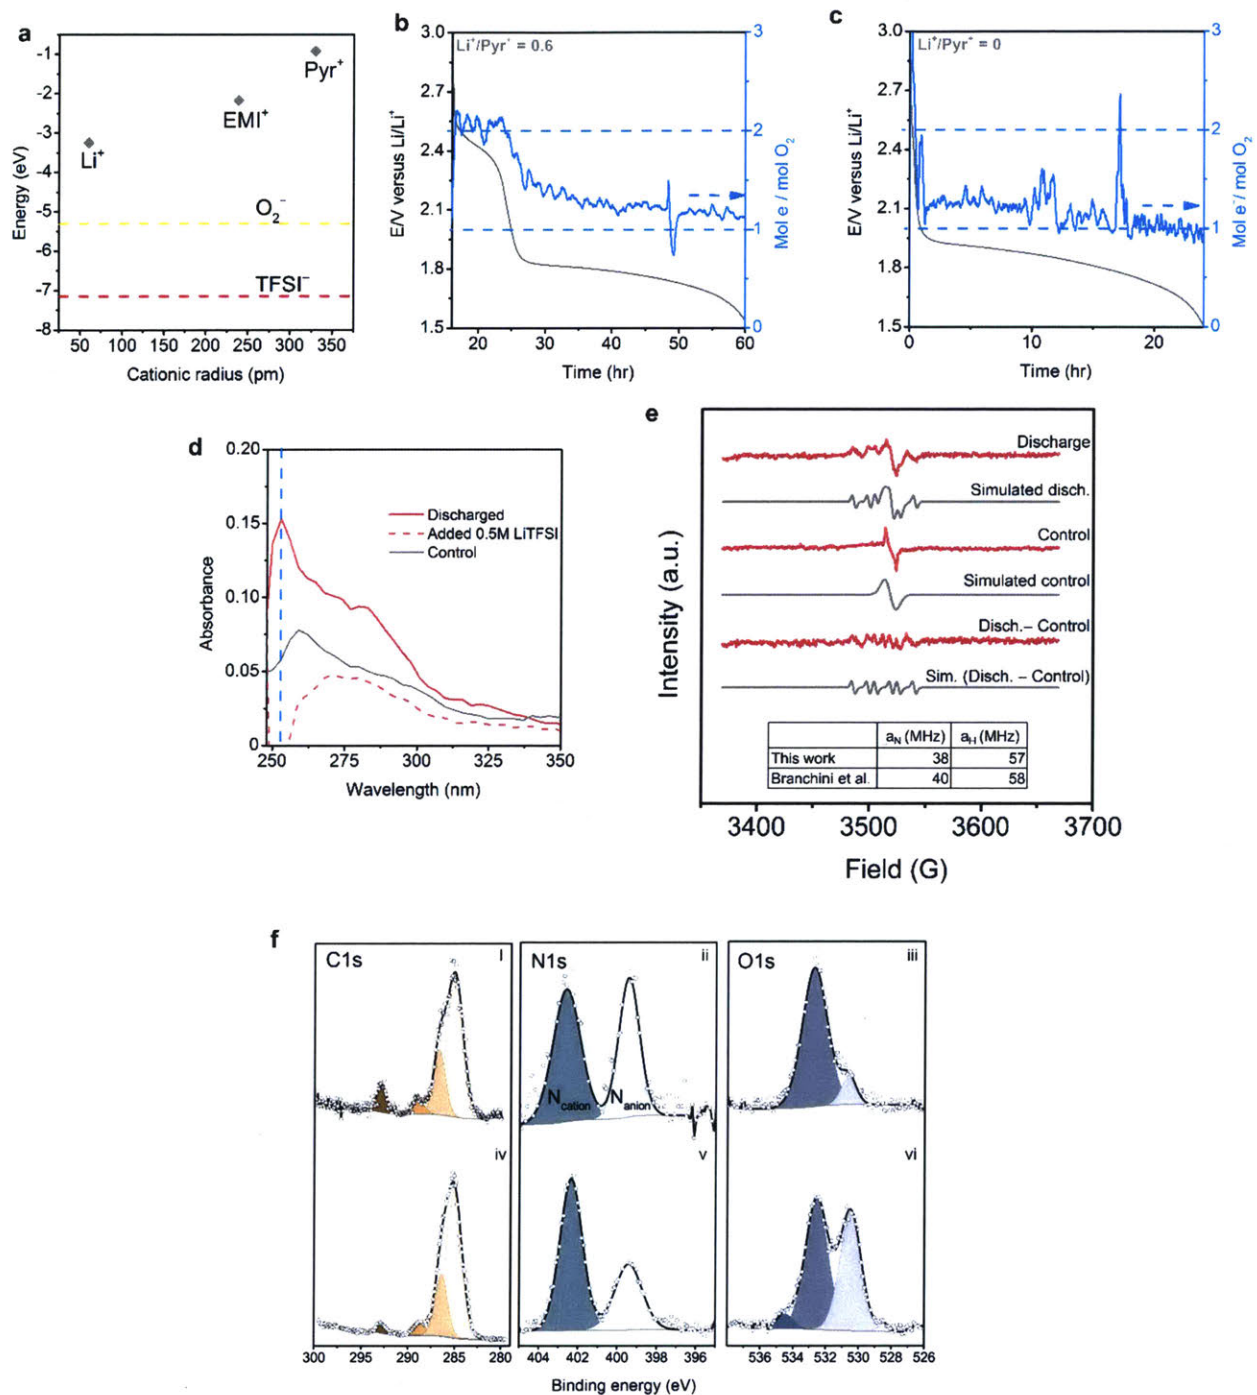 a
-1
-2
-3
-4
-5
-6
-7
-8
Energy (eV)
Pyr⁺
EMI⁺
Li⁺
O₂⁻
TFSI⁻
50 100 150 200 250 300 350
Cationic radius (pm)
b
Li⁺/Pyr⁺ = 0.6
3.0
2.7
2.4
2.1
1.8
1.5
E/V versus Li/Li⁺
3
2
1
0
Mol e⁻/ mol O₂
20 30 40 50 60
Time (hr)
c
Li⁺/Pyr⁺ = 0
3.0
2.7
2.4
2.1
1.8
1.5
E/V versus Li/Li⁺
3
2
1
0
Mol e⁻/ mol O₂
0 10 20
Time (hr)
d
0.20
0.15
0.10
0.05
0
Absorbance
Discharged
Added 0.5M LiTFSI
Control
250 275 300 325 350
Wavelength (nm)
e
Intensity (a.u.)
Discharge
Simulated disch.
Control
Simulated control
Disch.– Control
Sim. (Disch. – Control)
a_N (MHz) a_H (MHz)
This work 38 57
Branchini et al. 40 58
3400 3500 3600 3700
Field (G)
f
C1s i
N1s ii
O1s iii
N_cation N_anion
iv
v
vi
300 295 290 285 280
404 402 400 398 396
536 534 532 530 528 526
Binding energy (eV)